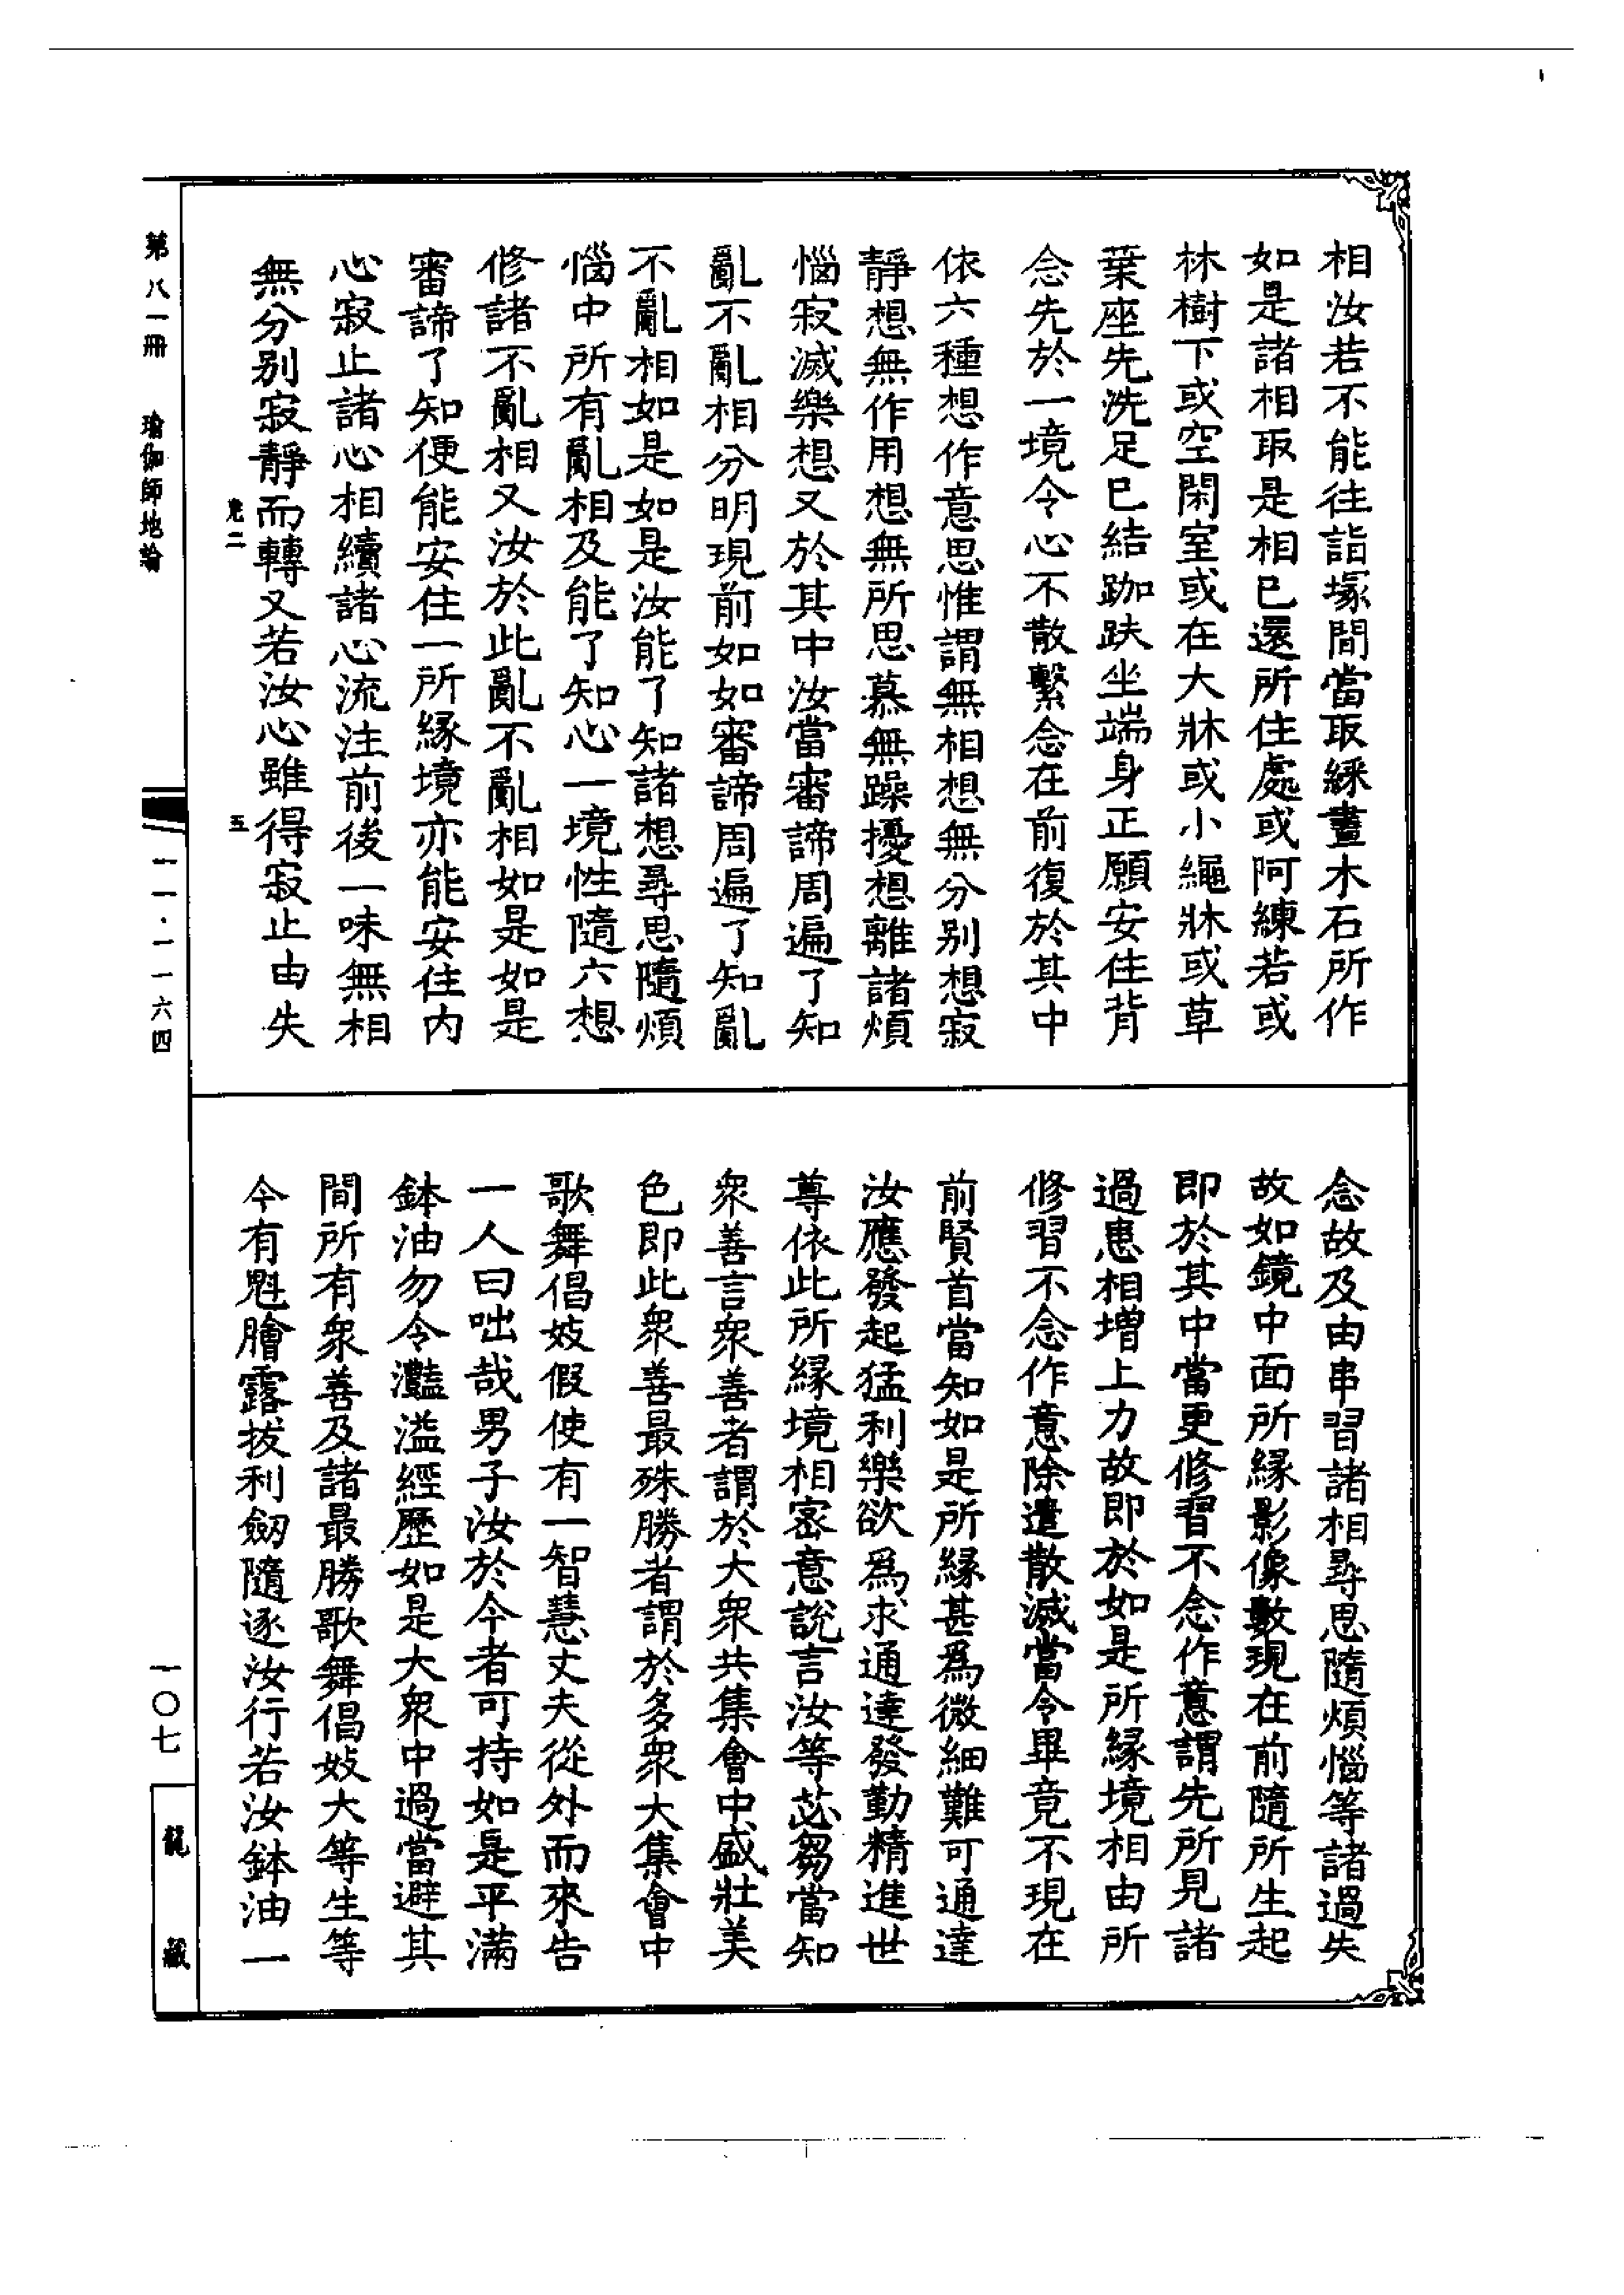 相汝若不能往詣塚間當取綵畫木石所作
如是諸相取是相已還所住處或阿練若或
林樹下或空閑室或在大牀或小繩牀或草
葉座先洗足已結跏趺坐端身正願安住背
念先於一境令心不散繫念在前復於其中
依六種想作意思惟謂無相想無分别想寂
靜想無作用想無所思慕無躁擾想離諸煩
惱寂滅樂想又於其中汝當審諦周遍了知
亂不亂相分明現前如如審諦周遍了知亂
不亂相如是如是汝能了知諸想尋思隨煩
惱中所有亂相及能了知心一境性隨六想
修諸不亂相又汝於此亂不亂相如是如是
審諦了知便能安住一所緣境亦能安住内
心寂止諸心相續諸心流注前後一味無相
無分别寂靜而轉又若汝心雖得寂止由失
念故及由串習諸相尋思隨煩惱等諸過失
故如鏡中面所緣影像數現在前隨所生起
即於其中當更修習不念作意謂先所見諸
過患相增上力故即於如是所緣境相由所
修習不念作意除遣散滅當令畢竟不現在
前賢首當知如是所緣甚爲微細難可通達
汝應發起猛利樂欲爲求通達發勤精進世
尊依此所緣境相密意說言汝等苾芻當知
衆善言衆善者謂於大衆共集會中盛壯美
色即此衆善最殊勝者謂於多衆大集會中
歌舞倡妓假使有一智慧丈夫從外而來告
一人曰咄哉男子汝於今者可持如是平滿
鉢油勿令灩溢經歷如是大衆中過當避其
間所有衆善及諸最勝歌舞倡妓大等生等
今有魁膾露拔利劒隨逐汝行若汝鉢油一
第八一冊 瑜伽師地論
二
五
一一·一一六四
一〇七
龍藏